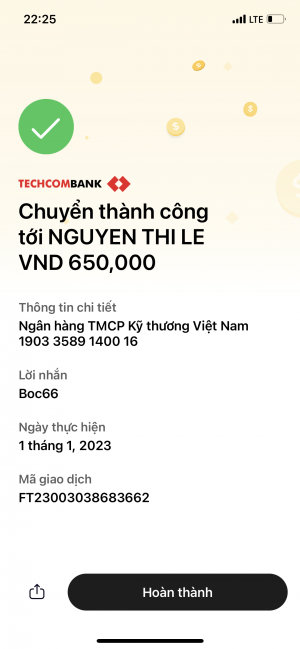 22:25
LTE
TECHCOMBANK
Chuyển thành công
tới NGUYEN THI LE
VND 650,000
Thông tin chi tiết
Ngân hàng TMCP Kỹ thương Việt Nam
1903 3589 1400 16
Lời nhắn
Boc66
Ngày thực hiện
1 tháng 1, 2023
Mã giao dịch
FT23003038683662
Hoàn thành